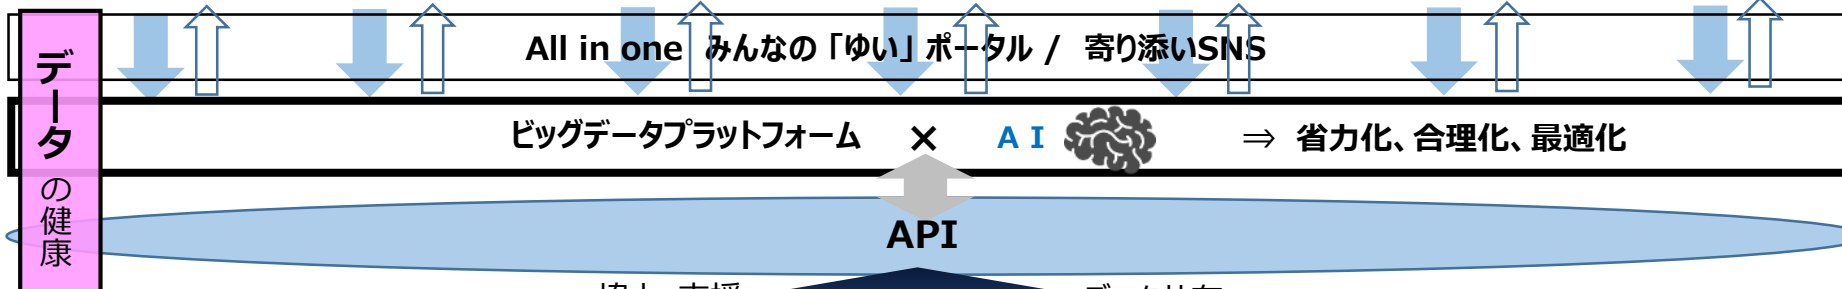 データの健康
All in one みんなの「ゆい」ポータル / 寄り添いSNS
ビッグデータプラットフォーム × AI ⇒ 省力化、合理化、最適化
API